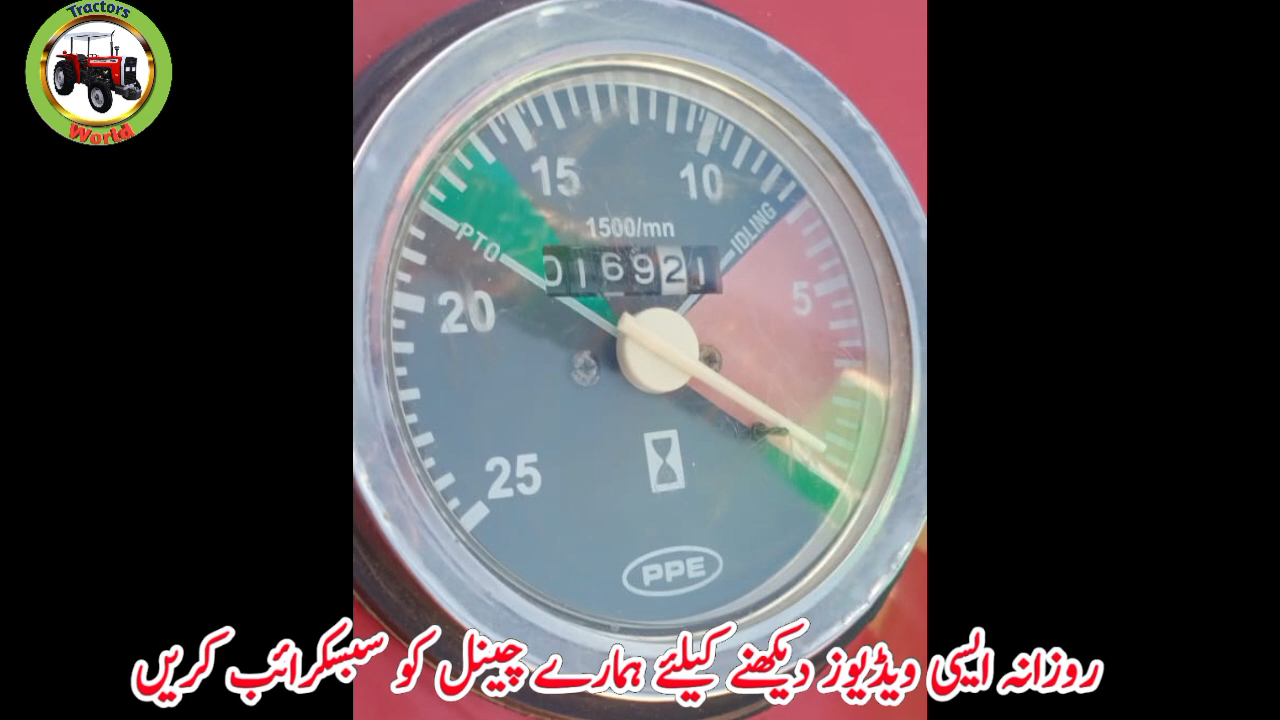 Tractors
World
15
10
1500/mn
IDLING
PTO
016921
5
20
25
PPE
روزانہ ایسی ویڈیوز دیکھنے کیلئے ہمارے چینل کو سبسکرائب کریں